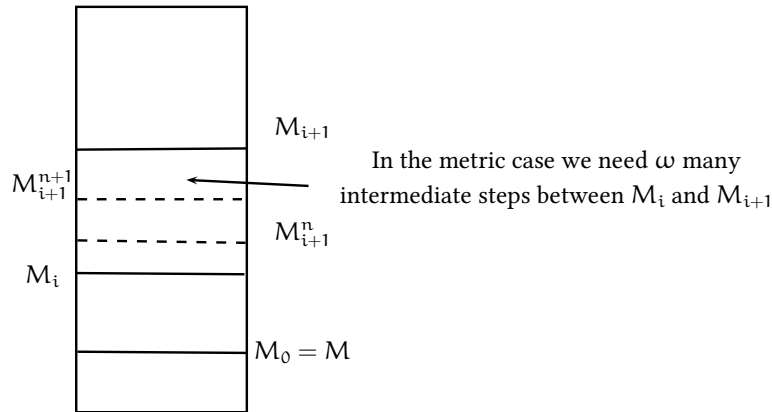 M_{i+1}
In the metric case we need ω many
M_{i+1}^{n+1}
intermediate steps between M_i and M_{i+1}
M_{i+1}^n
M_i
M_0 = M